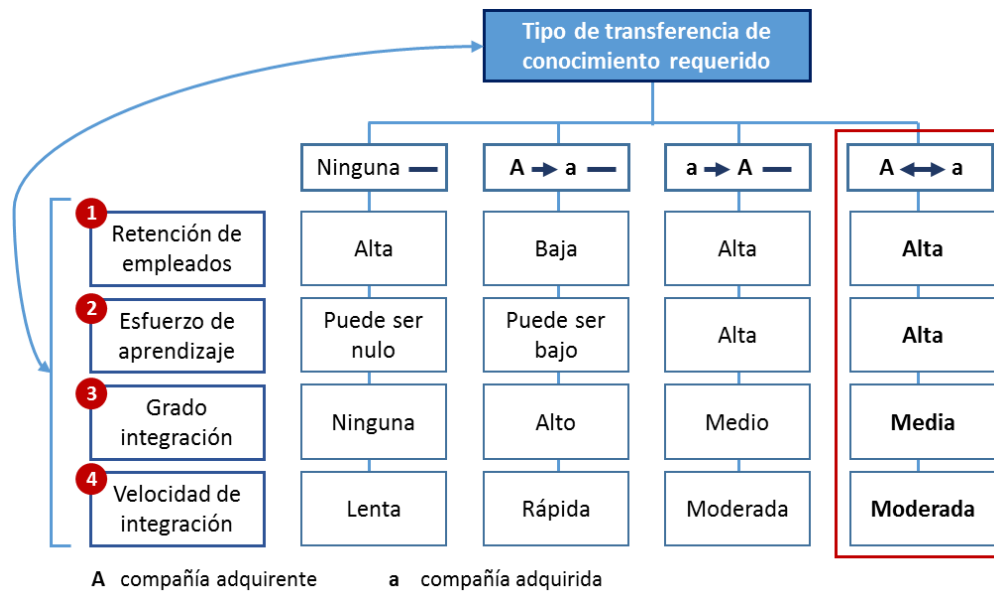 Tipo de transferencia de
conocimiento requerido
Ninguna
A a
a A
A a
1
Retención de
empleados
Alta
Baja
Alta
Alta
2
Esfuerzo de
aprendizaje
Puede ser
nulo
Puede ser
bajo
Alta
Alta
3
Grado
integración
Ninguna
Alto
Medio
Media
4
Velocidad de
integración
Lenta
Rápida
Moderada
Moderada
A compañía adquirente
a compañía adquirida